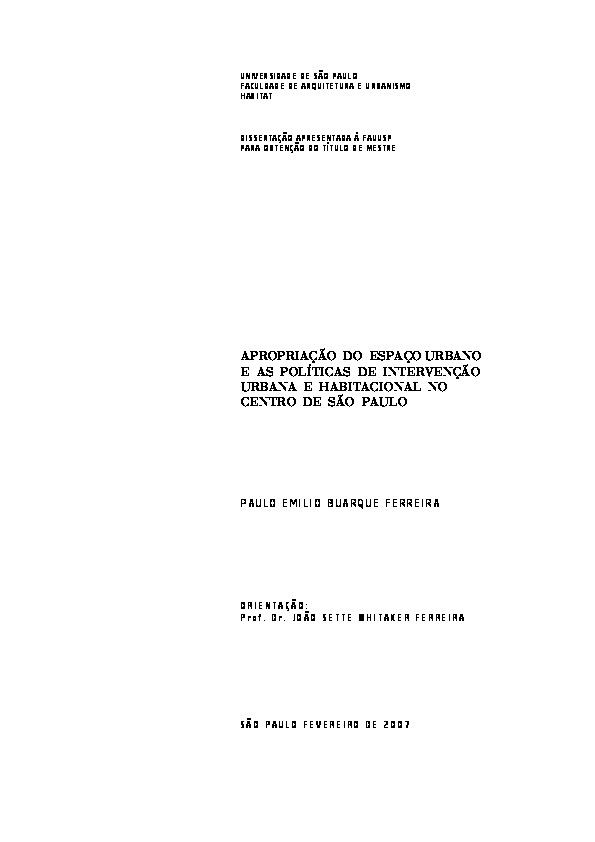 UNIVERSIDADE DE SÃO PAULO
FACULDADE DE ARQUITETURA E URBANISMO
HABITAT
DISSERTAÇÃO APRESENTADA À FAUUSP
PARA OBTENÇÃO DO TÍTULO DE MESTRE
APROPRIAÇÃO DO ESPAÇO URBANO
E AS POLÍTICAS DE INTERVENÇÃO
URBANA E HABITACIONAL NO
CENTRO DE SÃO PAULO
PAULO EMILIO BUARQUE FERREIRA
ORIENTAÇÃO:
Prof. Dr. JOÃO SETTE WHITAKER FERREIRA
SÃO PAULO FEVEREIRO DE 2007